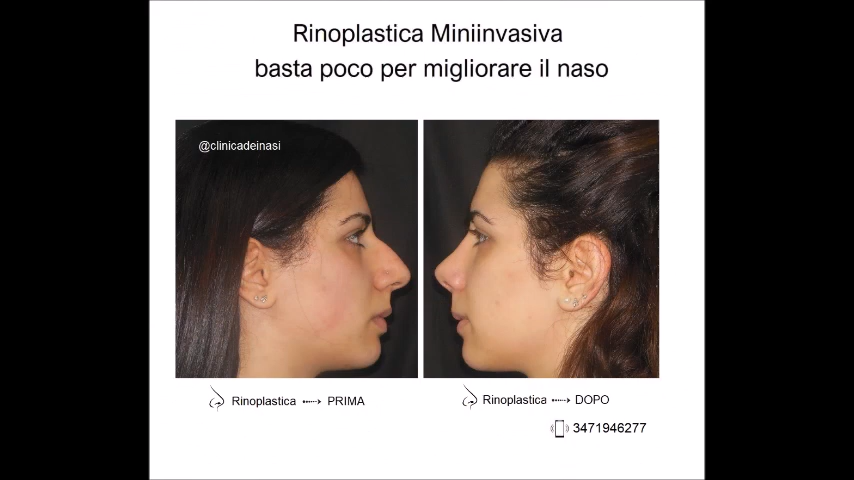 Rinoplastica Miniinvasiva
basta poco per migliorare il naso
@clinicadeinasi
Rinoplastica → PRIMA
Rinoplastica → DOPO
3471946277